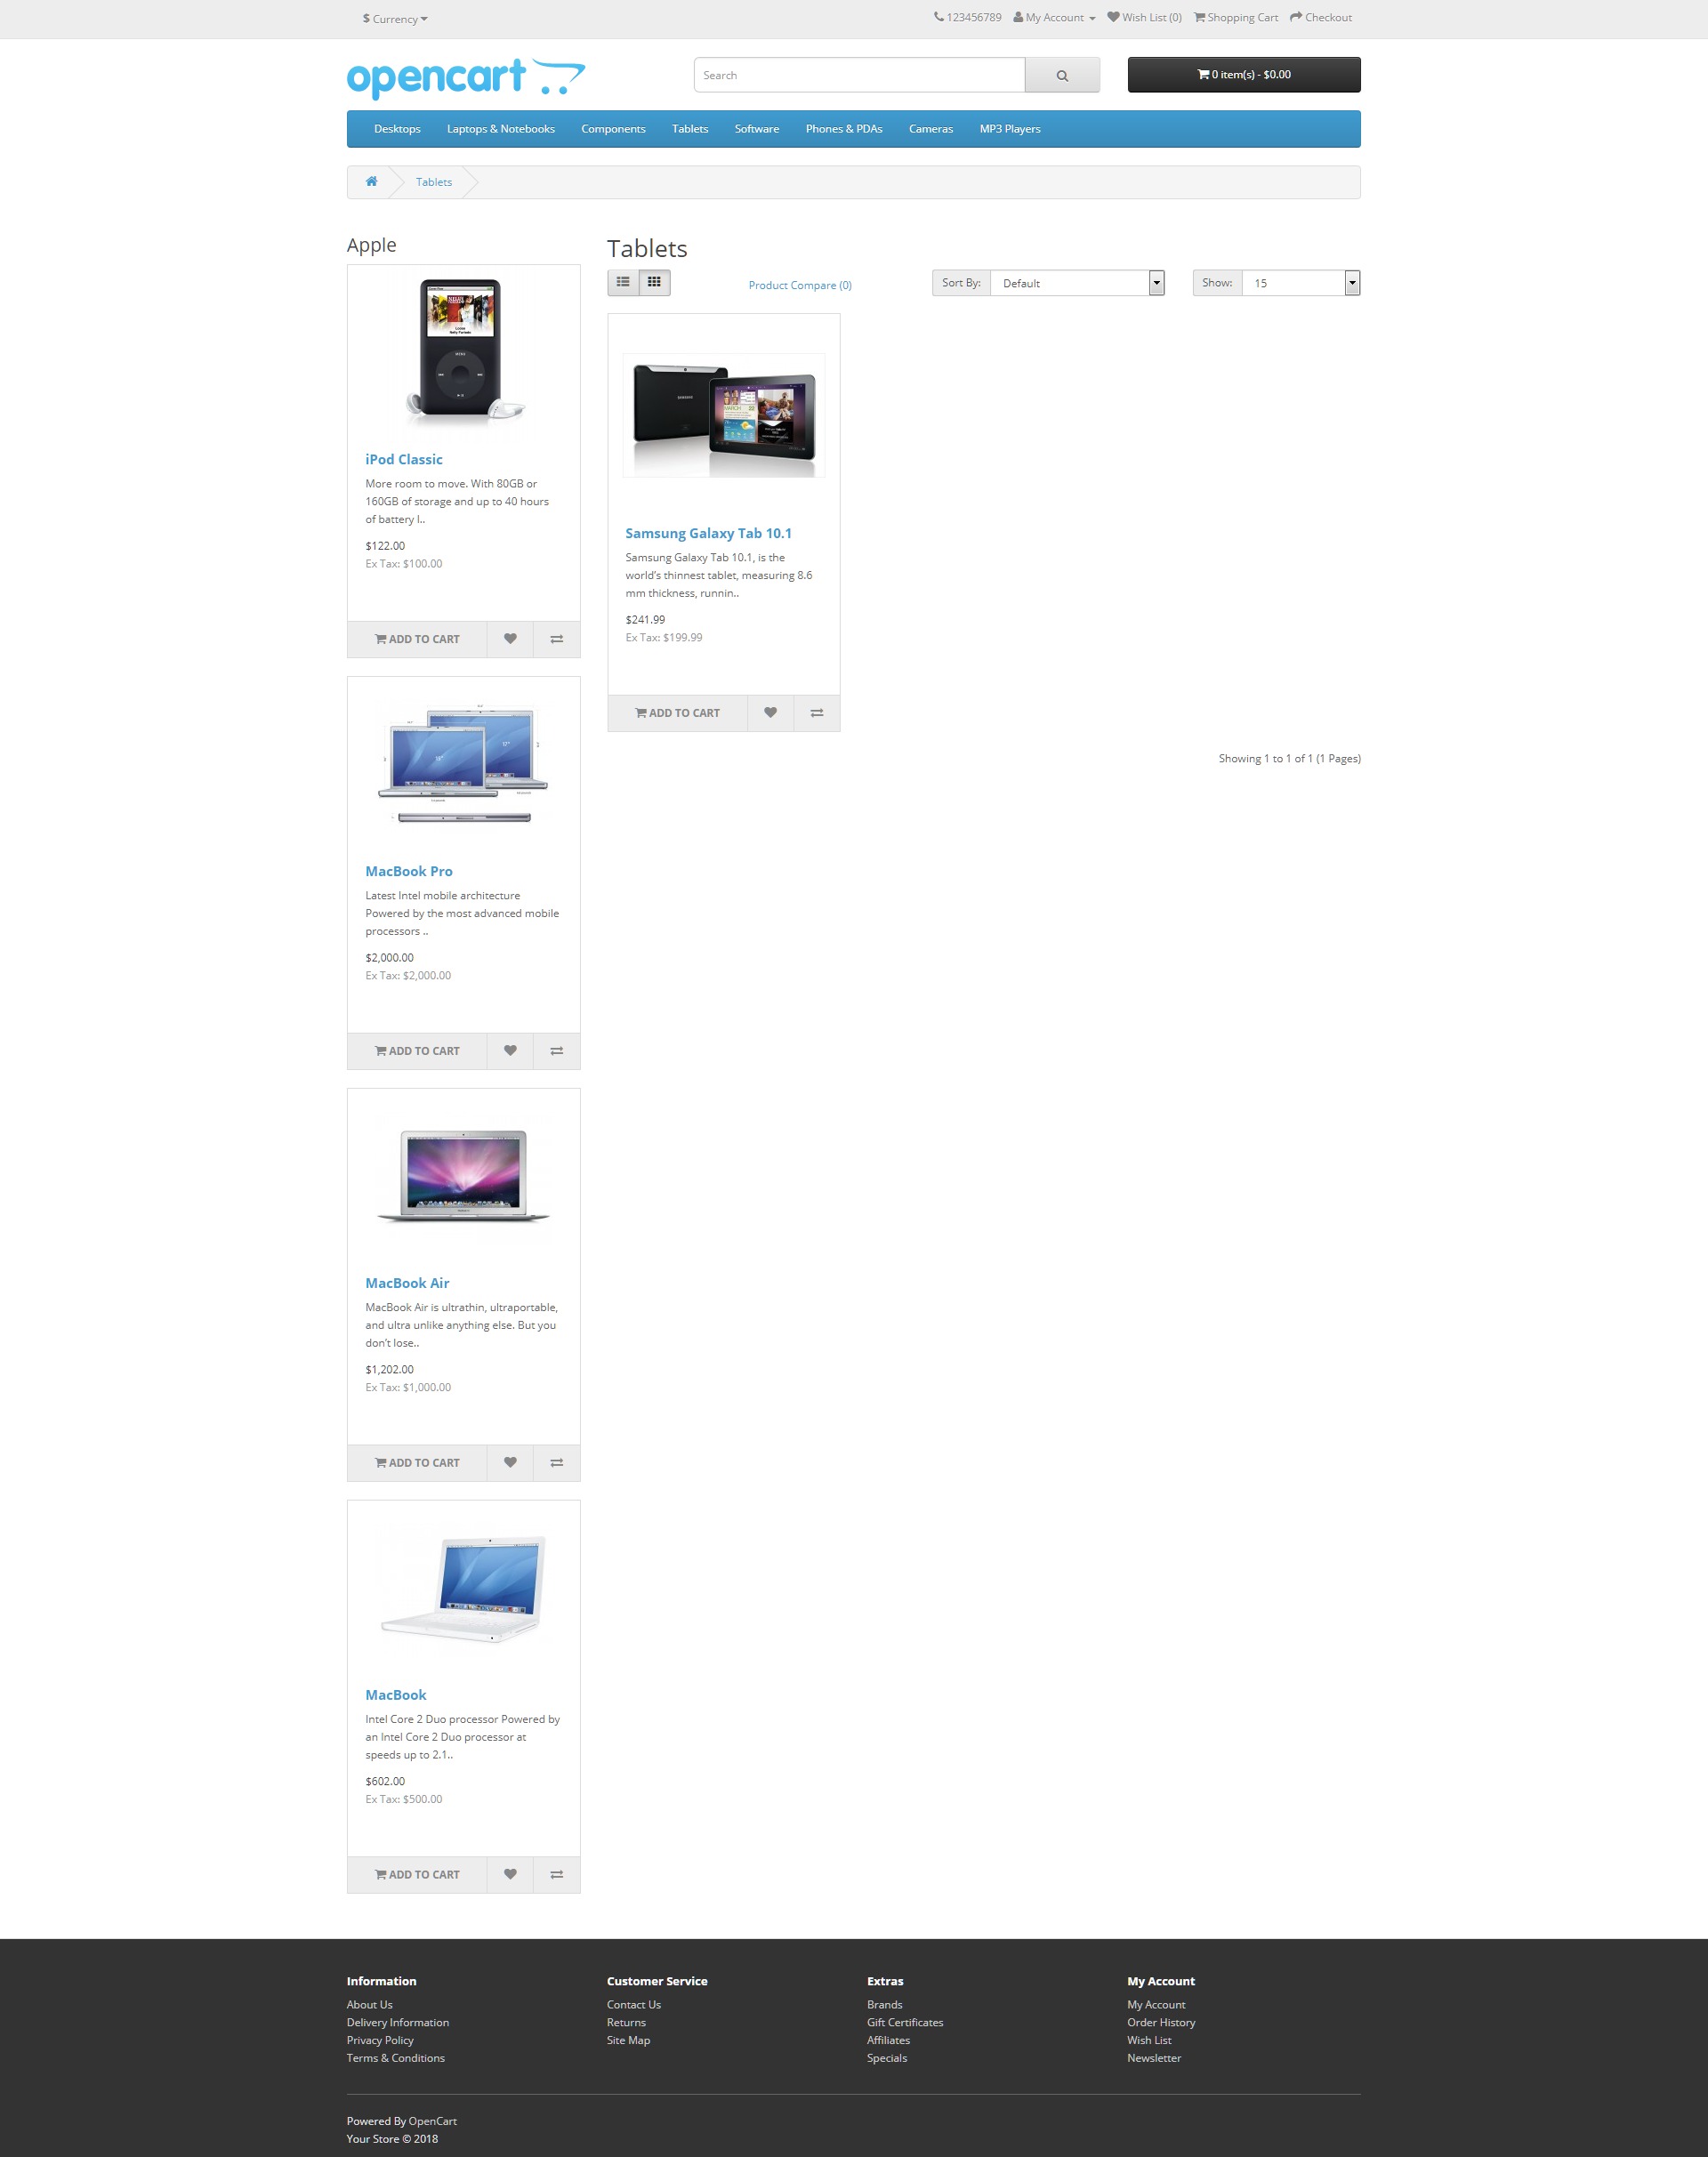 $ Currency
123456789 My Account Wish List (0) Shopping Cart Checkout
opencart
Search
0 item(s) - $0.00
Desktops Laptops & Notebooks Components Tablets Software Phones & PDAs Cameras MP3 Players
Tablets
Apple
iPod Classic
More room to move. With 80GB or
160GB of storage and up to 40 hours
of battery l..
$122.00
Ex Tax: $100.00
ADD TO CART
MacBook Pro
Latest Intel mobile architecture
Powered by the most advanced mobile
processors ..
$2,000.00
Ex Tax: $2,000.00
ADD TO CART
MacBook Air
MacBook Air is ultrathin, ultraportable,
and ultra unlike anything else. But you
don't lose..
$1,202.00
Ex Tax: $1,000.00
ADD TO CART
MacBook
Intel Core 2 Duo processor Powered by
an Intel Core 2 Duo processor at
speeds up to 2.1..
$602.00
Ex Tax: $500.00
ADD TO CART
Tablets
Product Compare (0)
Sort By: Default
Show: 15
SAMSUNG
Samsung Galaxy Tab 10.1
Samsung Galaxy Tab 10.1, is the
world's thinnest tablet, measuring 8.6
mm thickness, runnin..
$241.99
Ex Tax: $199.99
ADD TO CART
Showing 1 to 1 of 1 (1 Pages)
Information
About Us
Delivery Information
Privacy Policy
Terms & Conditions
Customer Service
Contact Us
Returns
Site Map
Extras
Brands
Gift Certificates
Affiliates
Specials
My Account
My Account
Order History
Wish List
Newsletter
Powered By OpenCart
Your Store © 2018